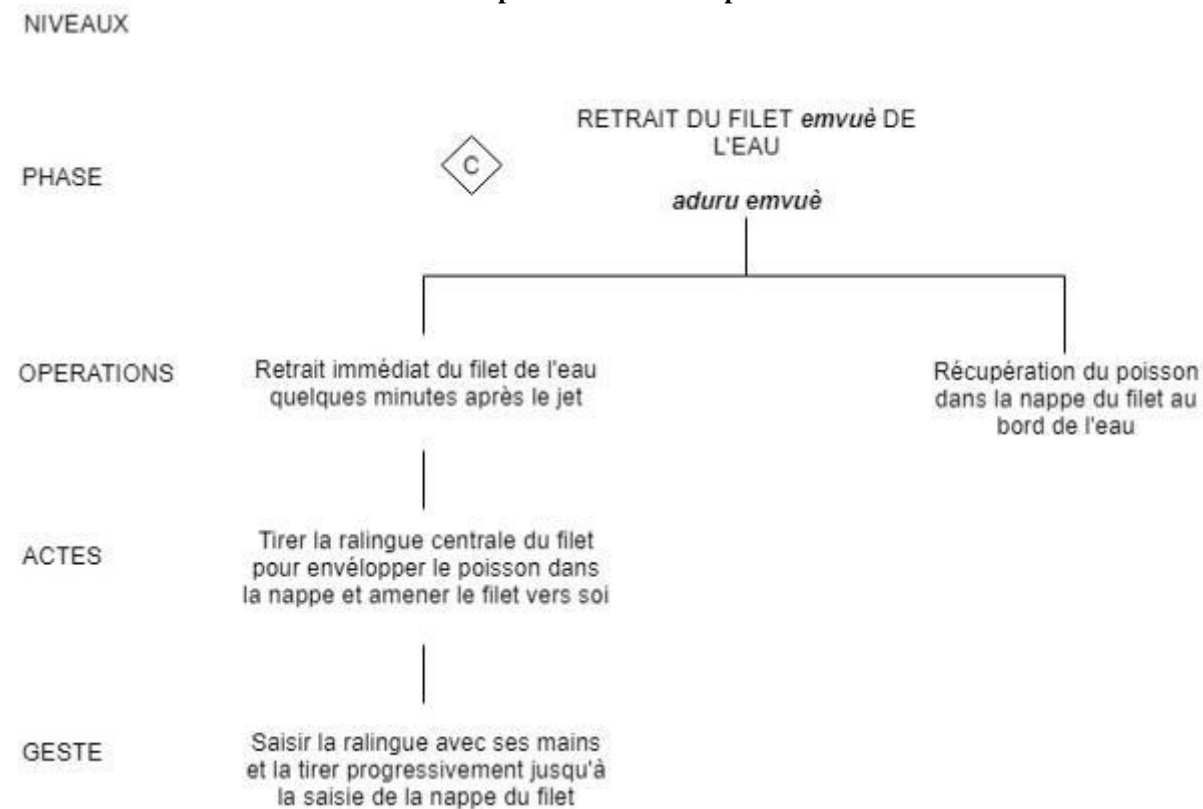 NIVEAUX
RETRAIT DU FILET emvuè DE
L'EAU
PHASE
C
aduru emvuè
OPERATIONS
Retrait immédiat du filet de l'eau
quelques minutes après le jet
Récupération du poisson
dans la nappe du filet au
bord de l'eau
ACTES
Tirer la ralingue centrale du filet
pour envélopper le poisson dans
la nappe et amener le filet vers soi
GESTE
Saisir la ralingue avec ses mains
et la tirer progressivement jusqu'à
la saisie de la nappe du filet